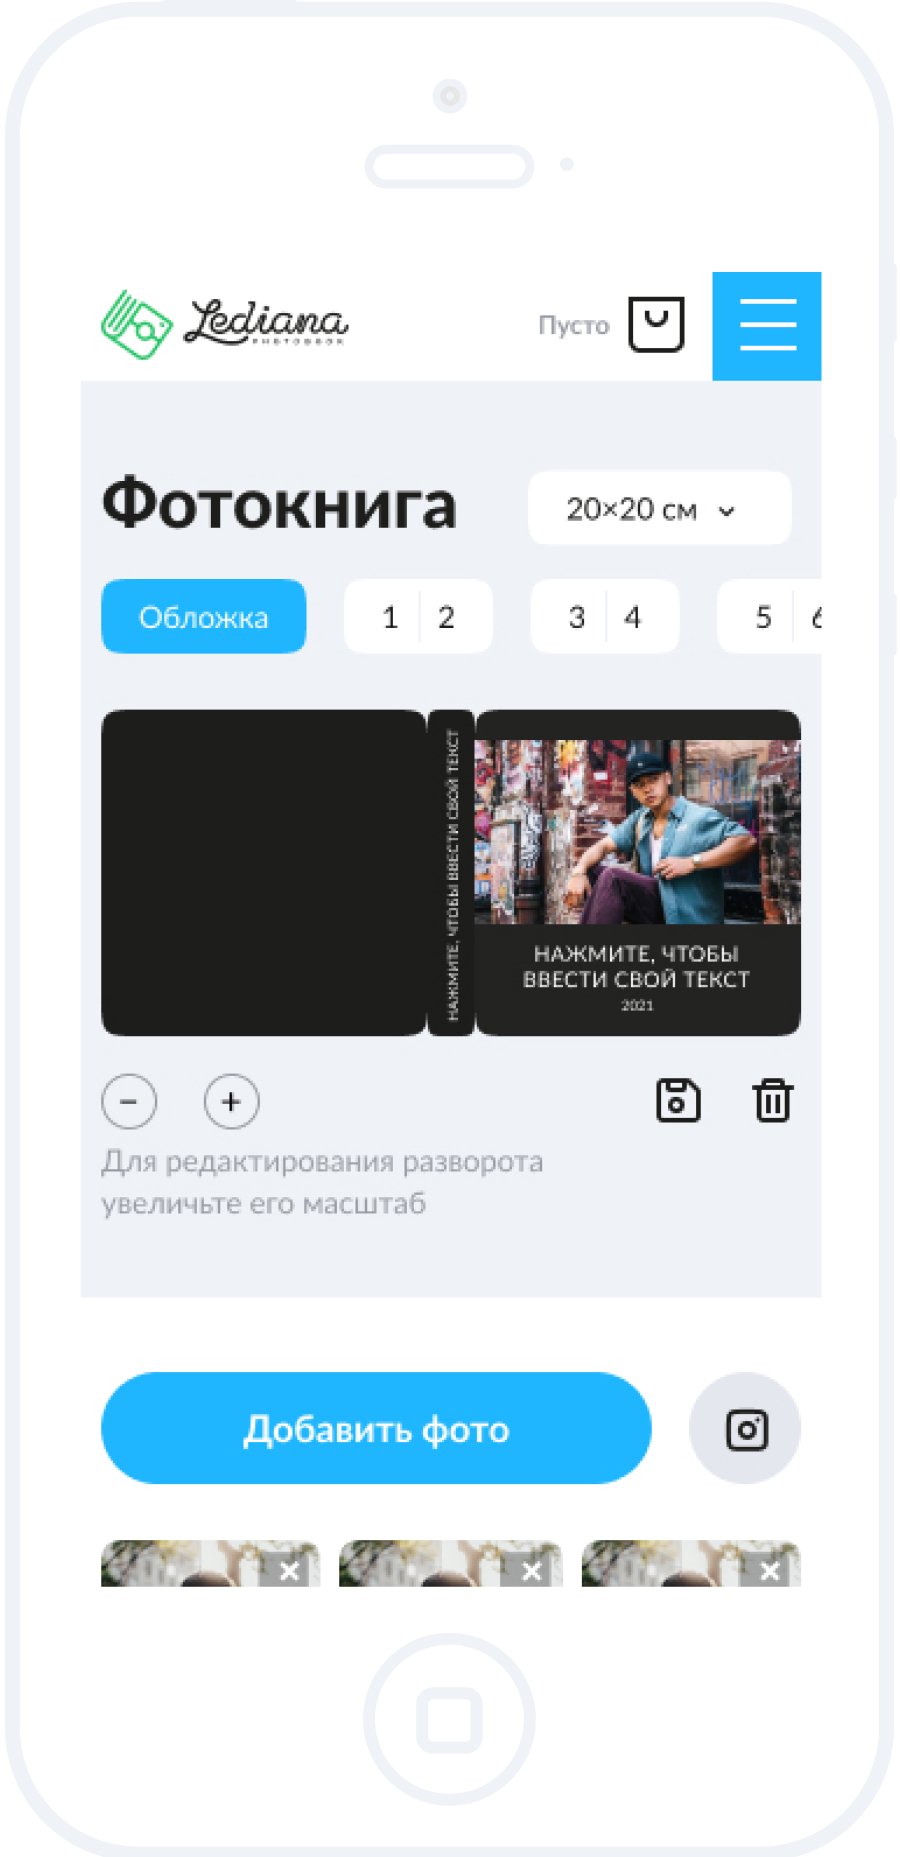 Lediana
PHOTOBOOK
Пусто
Фотокнига
20×20 см
Обложка
1 2
3 4
5 6
НАЖМИТЕ, ЧТОБЫ ВВЕСТИ СВОЙ ТЕКСТ
НАЖМИТЕ, ЧТОБЫ
ВВЕСТИ СВОЙ ТЕКСТ
2021
Для редактирования разворота
увеличьте его масштаб
Добавить фото